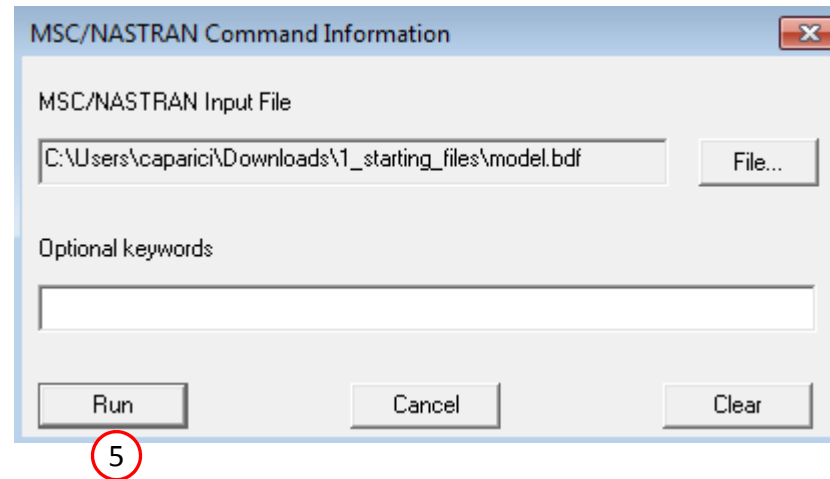 MSC/NASTRAN Command Information
MSC/NASTRAN Input File
C:\Users\caparici\Downloads\1_starting_files\model.bdf File...
Optional keywords
Run Cancel Clear
5